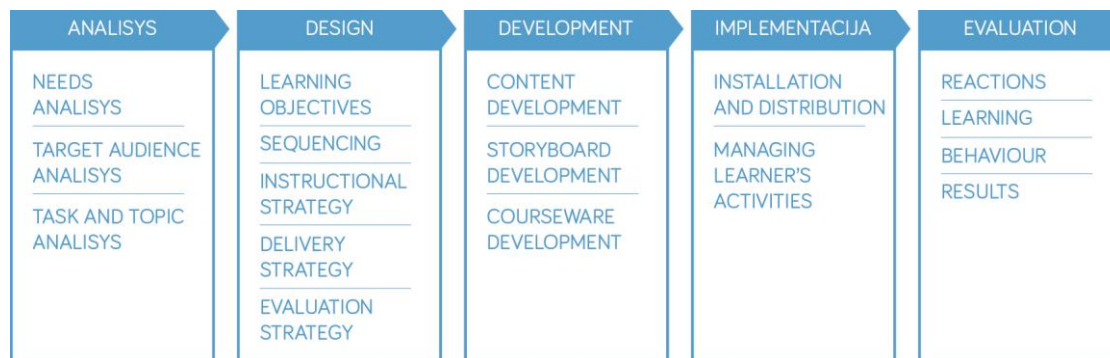 ANALISYS
NEEDS
ANALISYS
TARGET AUDIENCE
ANALISYS
TASK AND TOPIC
ANALISYS
DESIGN
LEARNING
OBJECTIVES
SEQUENCING
INSTRUCTIONAL
STRATEGY
DELIVERY
STRATEGY
EVALUATION
STRATEGY
DEVELOPMENT
CONTENT
DEVELOPMENT
STORYBOARD
DEVELOPMENT
COURSEWARE
DEVELOPMENT
IMPLEMENTACIJA
INSTALLATION
AND DISTRIBUTION
MANAGING
LEARNER'S
ACTIVITIES
EVALUATION
REACTIONS
LEARNING
BEHAVIOUR
RESULTS